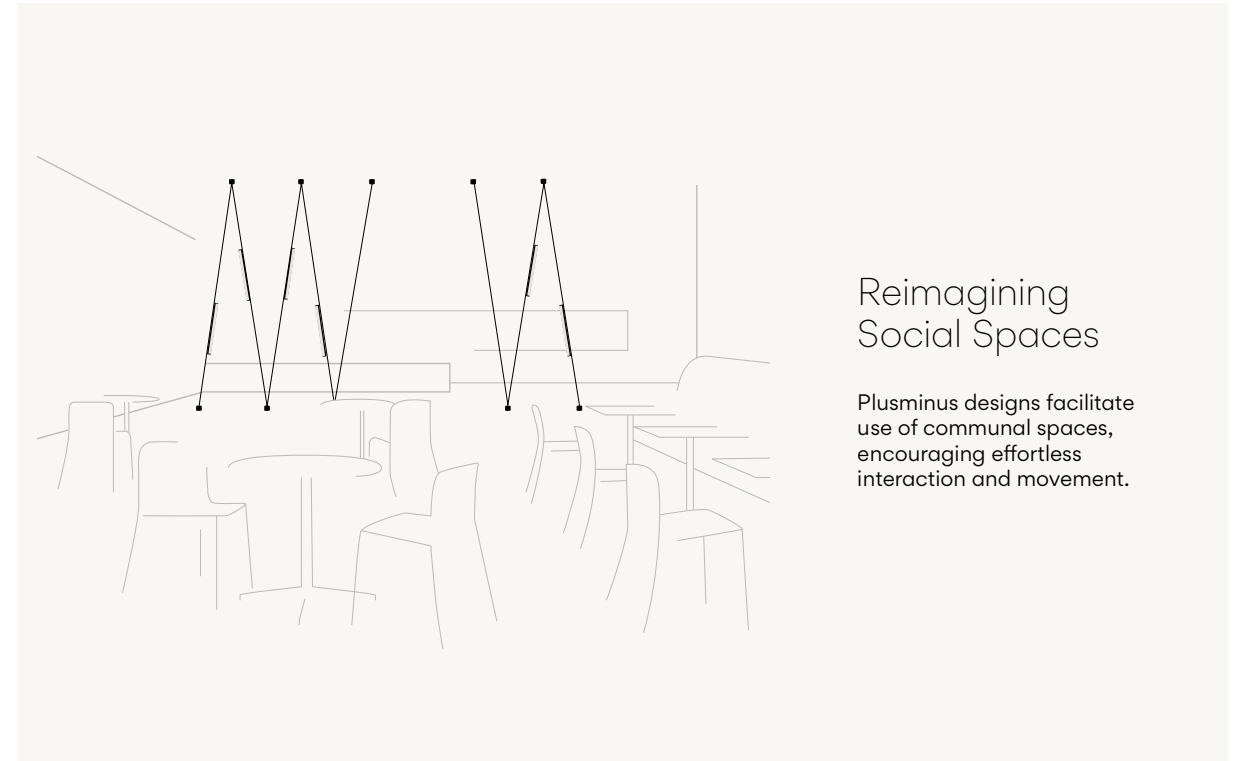 Reimagining
Social Spaces
Plusminus designs facilitate
use of communal spaces,
encouraging effortless
interaction and movement.